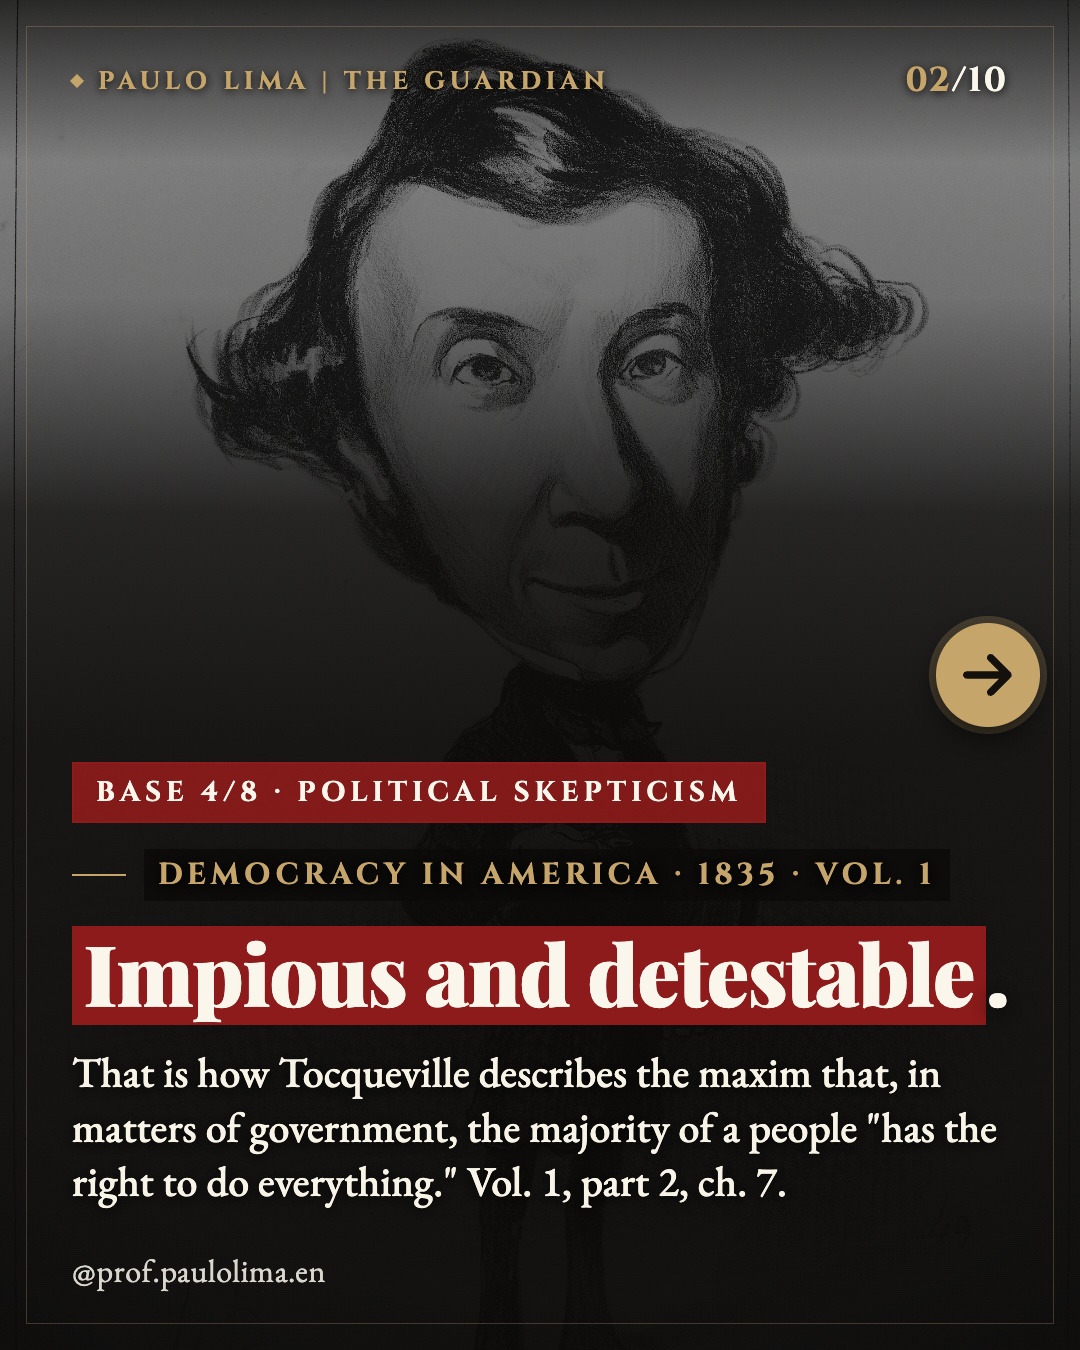 ◆ PAULO LIMA | THE GUARDIAN
02/10
BASE 4/8 · POLITICAL SKEPTICISM
DEMOCRACY IN AMERICA · 1835 · VOL. 1
Impious and detestable.
That is how Tocqueville describes the maxim that, in
matters of government, the majority of a people "has the
right to do everything." Vol. 1, part 2, ch. 7.
@prof.paulolima.en